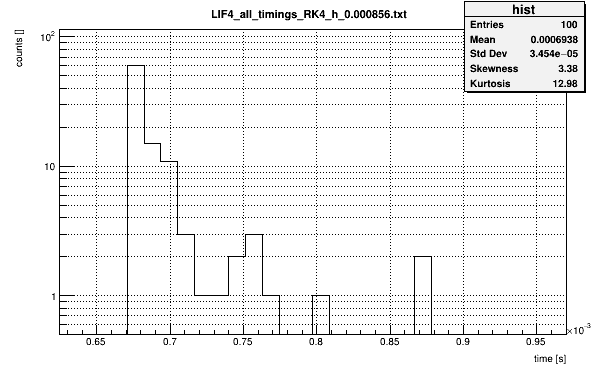 LIF4_all_timings_RK4_h_0.000856.txt
hist
Entries 100
Mean 0.0006938
Std Dev 3.454e−05
Skewness 3.38
Kurtosis 12.98
counts []
10²
10
1
0.65 0.7 0.75 0.8 0.85 0.9 0.95
×10⁻³
time [s]